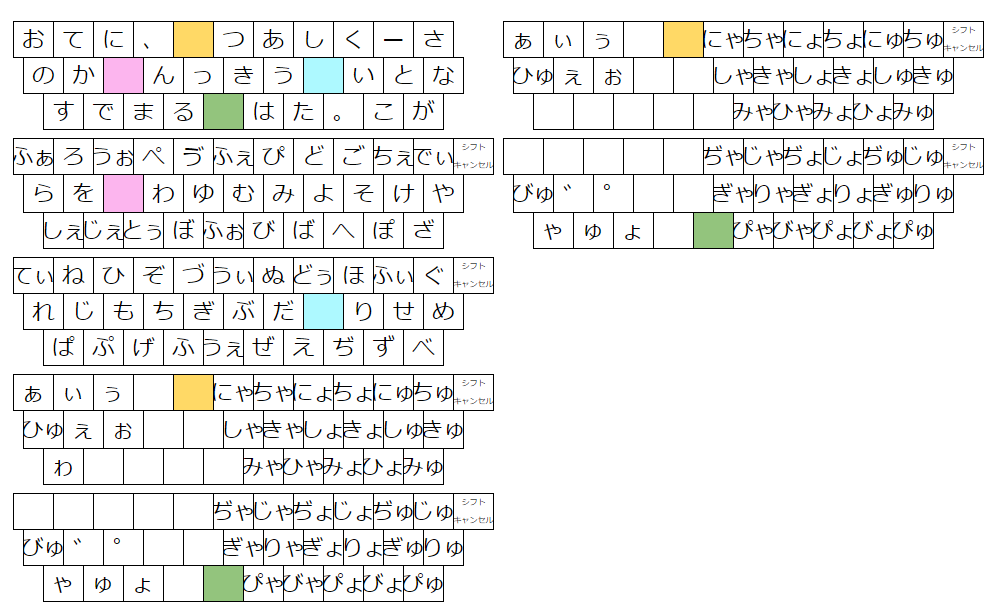 おてに、つあしくーさ
のかんっきういとな
すでまるはた。こが
ふぁろうぉぺゔふぇぴどごちぇでぃ シフト キャンセル
らをわゆむみよそけや
しぇじぇとぅぼふぉびばへぽざ
てぃねひぞづうぃぬどぅほふぃぐ シフト キャンセル
れじもちぎぶだりせめ
ぱぷげふうぇぜえぢずべ
ぁぃぅにゃちゃにょちょにゅちゅ シフト キャンセル
ひゅぇぉしゃきゃしょきょしゅきゅ
ゎみゃひゃみょひょみゅ
ぢゃじゃぢょじょぢゅじゅ シフト キャンセル
びゅ゛゜ぎゃりゃぎょりょぎゅりゅ
ゃゅょぴゃびゃぴょびょぴゅ
ぁぃぅにゃちゃにょちょにゅちゅ シフト キャンセル
ひゅぇぉしゃきゃしょきょしゅきゅ
みゃひゃみょひょみゅ
ぢゃじゃぢょじょぢゅじゅ シフト キャンセル
びゅ゛゜ぎゃりゃぎょりょぎゅりゅ
ゃゅょぴゃびゃぴょびょぴゅ